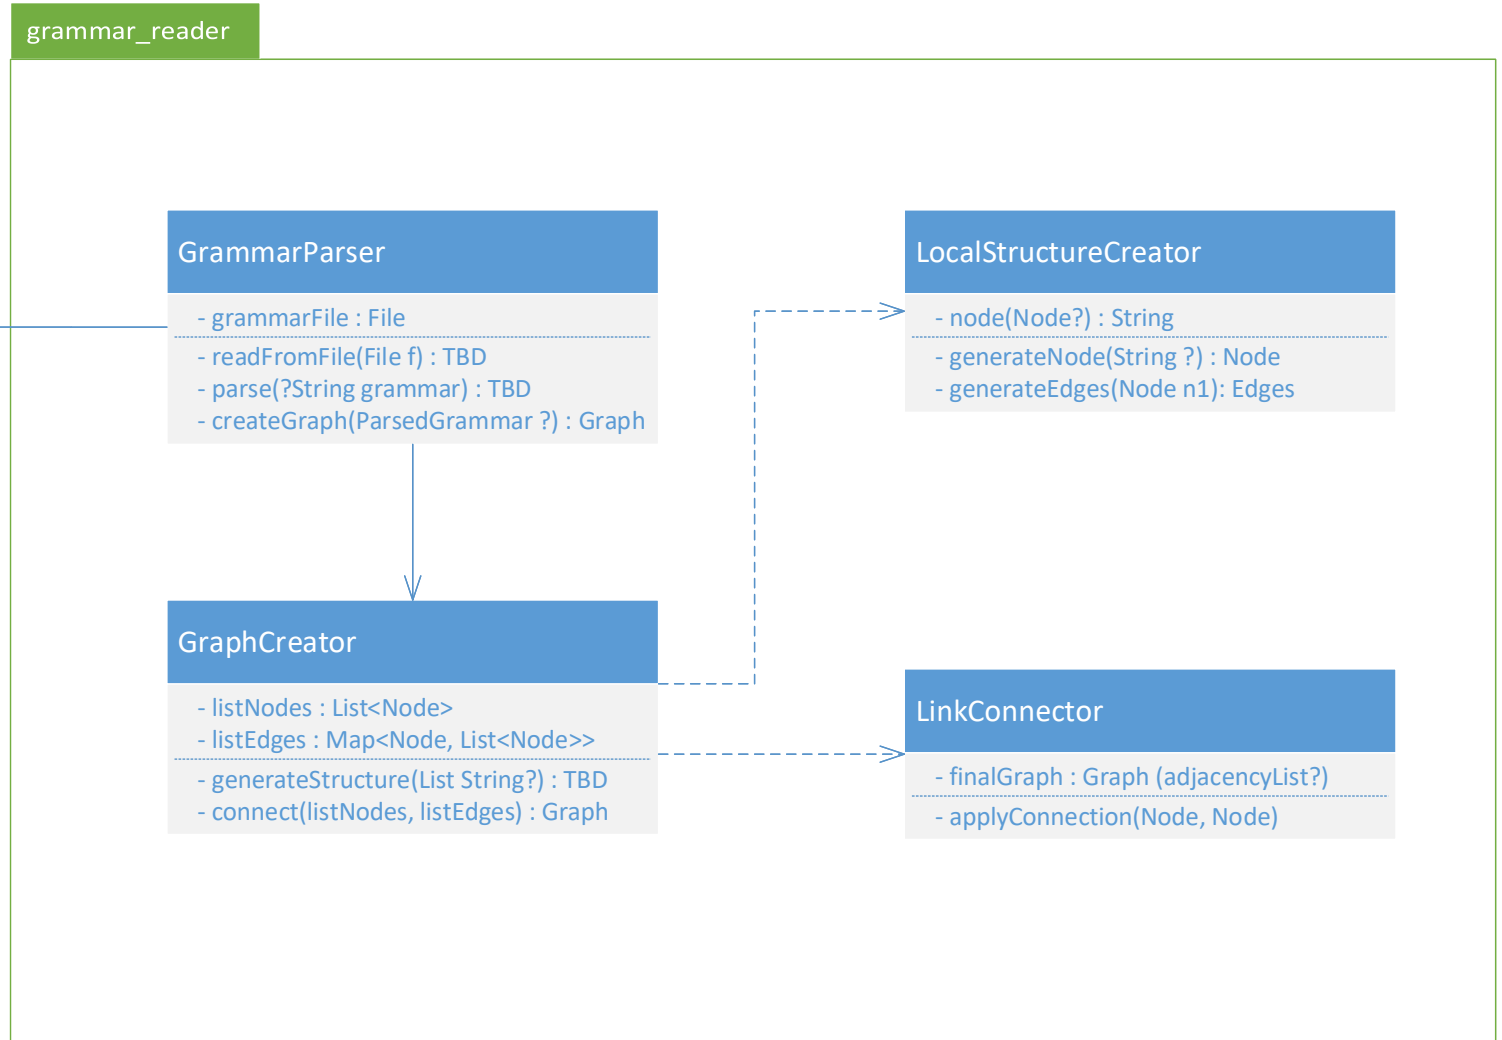 grammar_reader
GrammarParser
- grammarFile : File
- readFromFile(File f) : TBD
- parse(?String grammar) : TBD
- createGraph(ParsedGrammar ?) : Graph
LocalStructureCreator
- node(Node?) : String
- generateNode(String ?) : Node
- generateEdges(Node n1): Edges
GraphCreator
- listNodes : List<Node>
- listEdges : Map<Node, List<Node>>
- generateStructure(List String?) : TBD
- connect(listNodes, listEdges) : Graph
LinkConnector
- finalGraph : Graph (adjacencyList?)
- applyConnection(Node, Node)